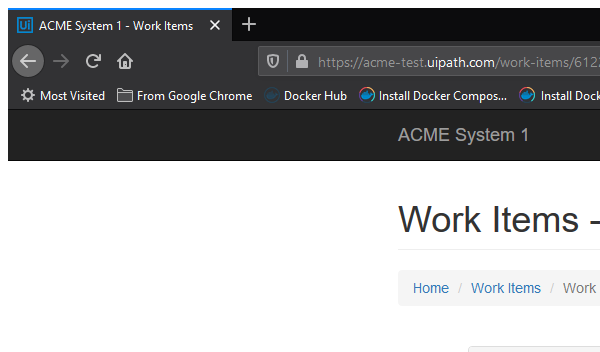 Ui ACME System 1 - Work Items
https://acme-test.uipath.com/work-items/612
Most Visited From Google Chrome Docker Hub Install Docker Compos... Install Dock
ACME System 1
Work Items -
Home / Work Items / Work